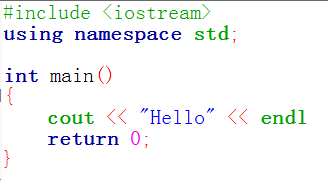 #include <iostream>
using namespace std;
int main()
{
    cout << "Hello" << endl
    return 0;
}